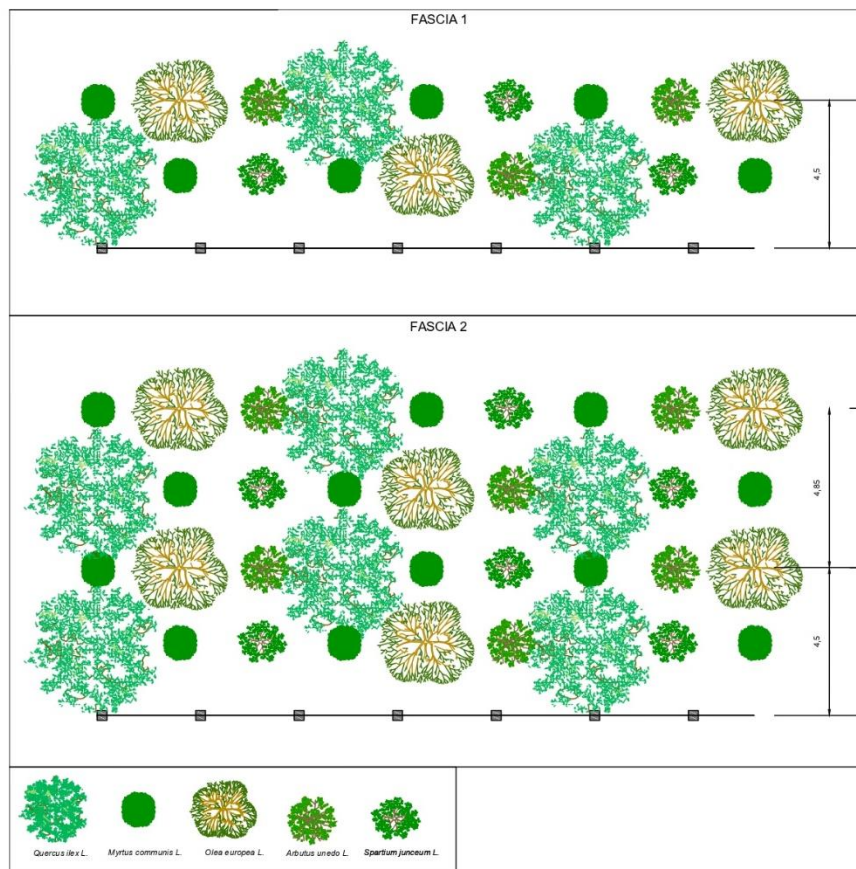 FASCIA 1
4,5
FASCIA 2
4,85
4,5
Quercus ilex L.
Myrtus communis L.
Olea europea L.
Arbutus unedo L.
Spartium junceum L.